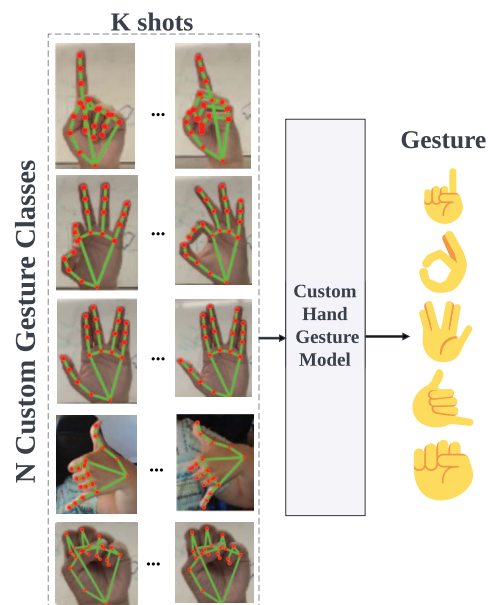 K shots
N Custom Gesture Classes
...
...
...
...
...
Custom
Hand
Gesture
Model
Gesture